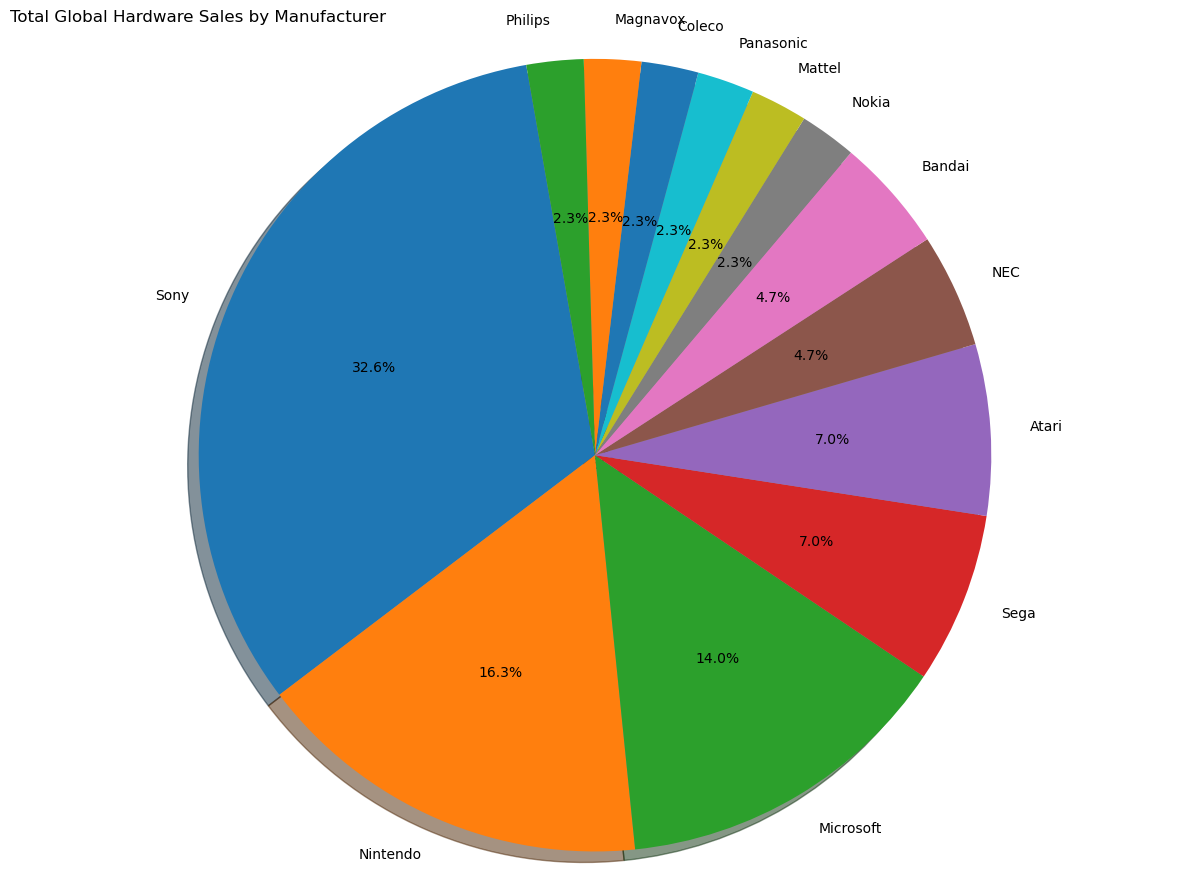 Total Global Hardware Sales by Manufacturer
Philips
Magnavox
Coleco
Panasonic
Mattel
Nokia
Bandai
NEC
Atari
Sega
Microsoft
Nintendo
Sony
2.3%
2.3%
2.3%
2.3%
2.3%
2.3%
4.7%
4.7%
7.0%
7.0%
14.0%
16.3%
32.6%